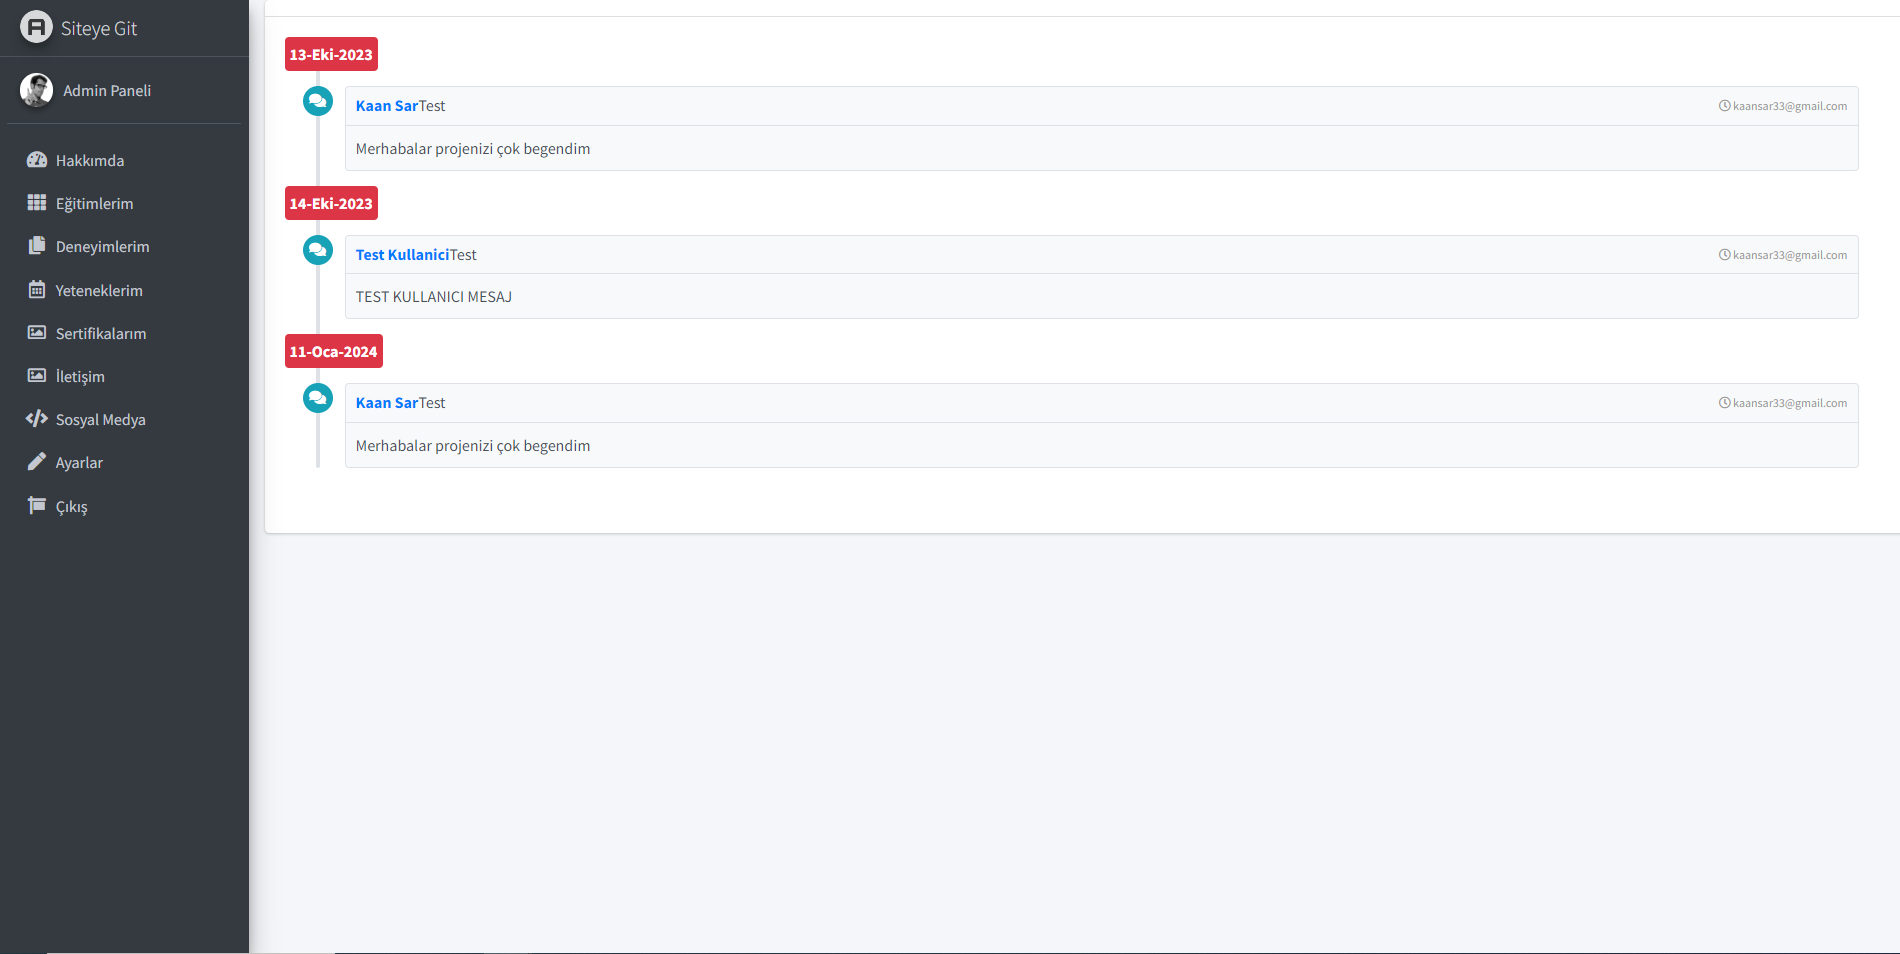 Siteye Git
Admin Paneli
Hakkımda
Eğitimlerim
Deneyimlerim
Yeteneklerim
Sertifikalarım
İletişim
Sosyal Medya
Ayarlar
Çıkış
13-Eki-2023
Kaan SarTest kaansar33@gmail.com
Merhabalar projenizi çok begendim
14-Eki-2023
Test KullaniciTest kaansar33@gmail.com
TEST KULLANICI MESAJ
11-Oca-2024
Kaan SarTest kaansar33@gmail.com
Merhabalar projenizi çok begendim